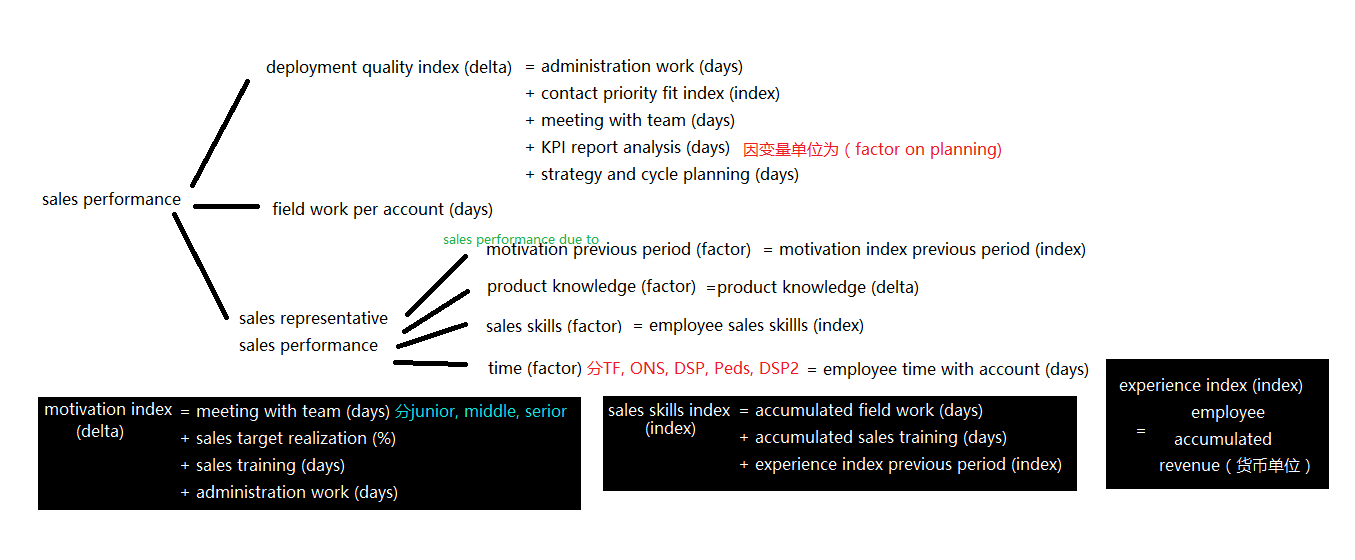 deployment quality index (delta) = administration work (days)
+ contact priority fit index (index)
+ meeting with team (days)
+ KPI report analysis (days) 因变量单位为（factor on planning)
+ strategy and cycle planning (days)
sales performance
field work per account (days)
sales performance due to
motivation previous period (factor) = motivation index previous period (index)
product knowledge (factor) =product knowledge (delta)
sales representative
sales performance
sales skills (factor) = employee sales skillls (index)
time (factor) 分TF, ONS, DSP, Peds, DSP2 = employee time with account (days)
motivation index (delta) = meeting with team (days) 分junior, middle, serior
+ sales target realization (%)
+ sales training (days)
+ administration work (days)
sales skills index (index) = accumulated field work (days)
+ accumulated sales training (days)
+ experience index previous period (index)
experience index (index)
= employee
accumulated
revenue（货币单位）